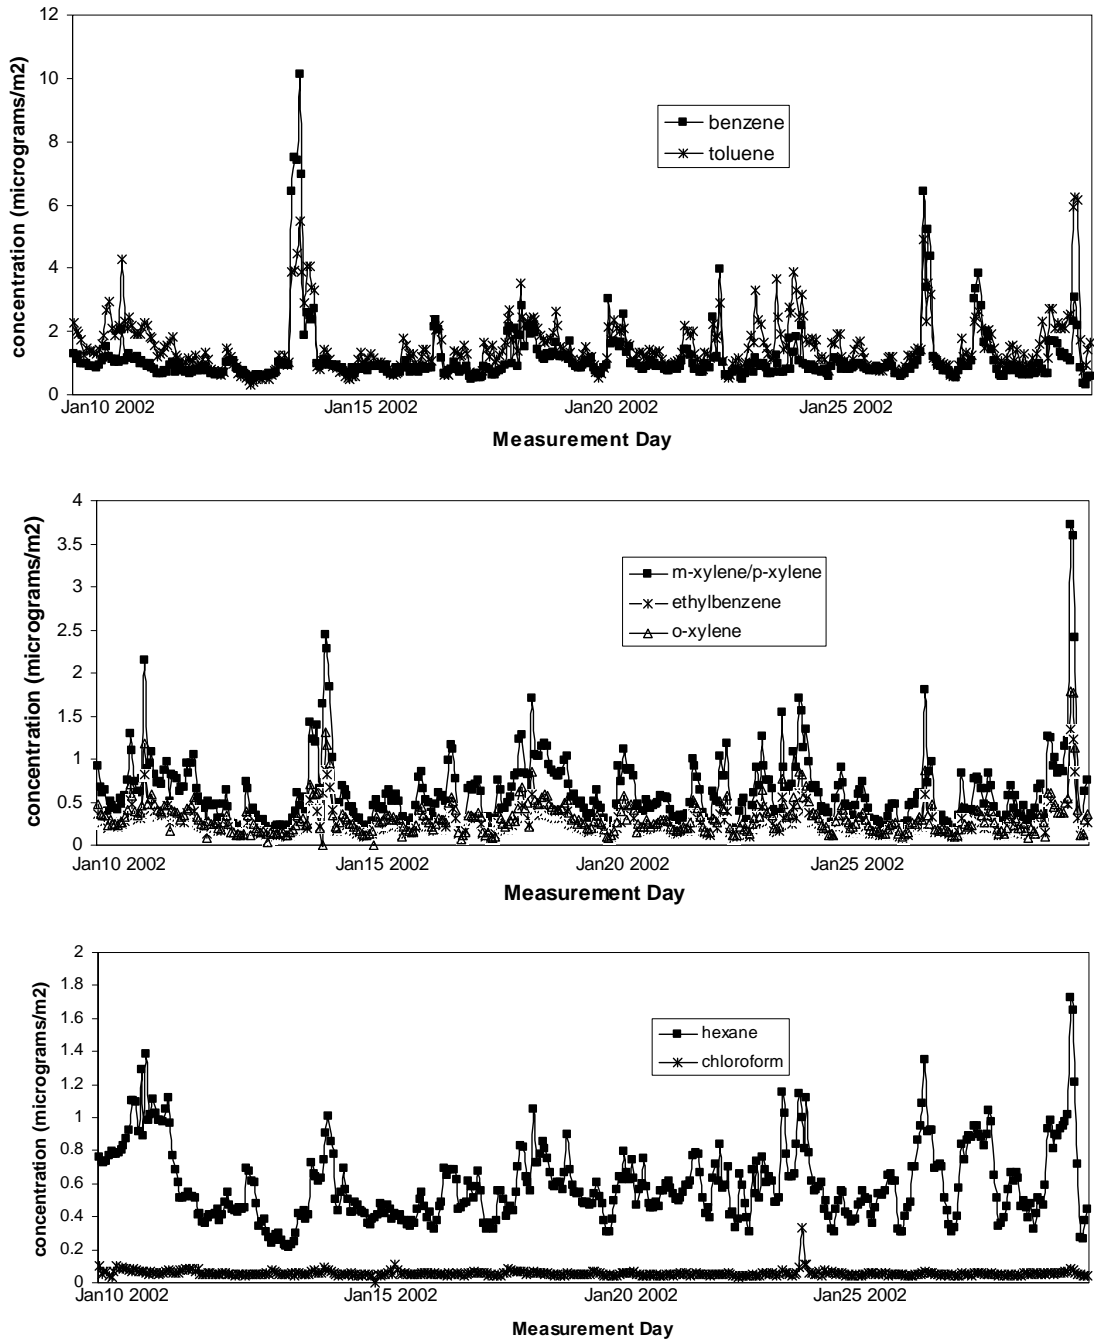 12
10
8
6
4
2
0
concentration (micrograms/m2)
benzene
toluene
Jan10 2002 Jan15 2002 Jan20 2002 Jan25 2002
Measurement Day
4
3.5
3
2.5
2
1.5
1
0.5
0
concentration (micrograms/m2)
m-xylene/p-xylene
ethylbenzene
o-xylene
Jan10 2002 Jan15 2002 Jan20 2002 Jan25 2002
Measurement Day
2
1.8
1.6
1.4
1.2
1
0.8
0.6
0.4
0.2
0
concentration (micrograms/m2)
hexane
chloroform
Jan10 2002 Jan15 2002 Jan20 2002 Jan25 2002
Measurement Day